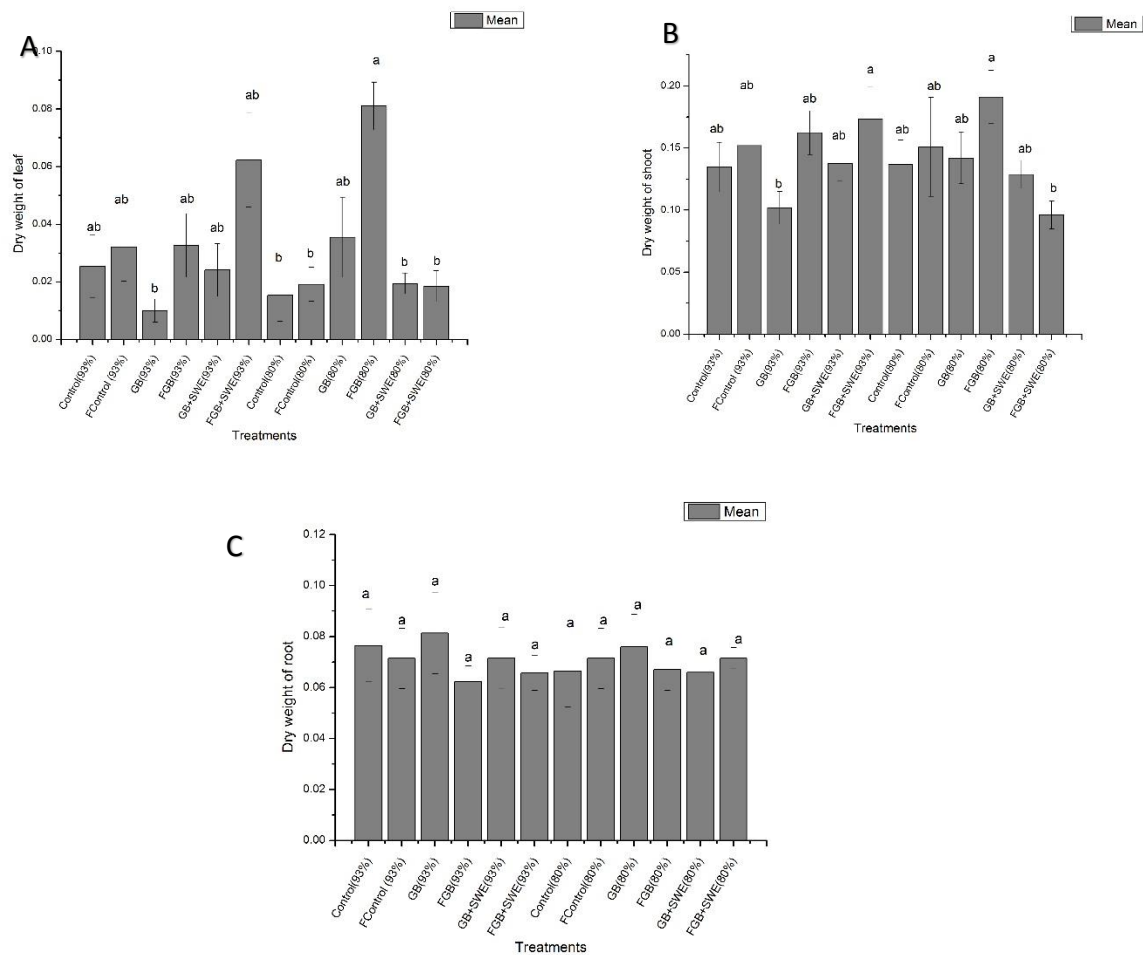 Mean
A
0.10
0.08
0.06
0.04
0.02
0.00
Dry weight of leaf
ab
ab
b
ab
ab
ab
b
b
ab
a
b
b
Control(93%)
FControl (93%)
GB(93%)
FGB(93%)
GB+SWE(93%)
FGB+SWE(93%)
Control(80%)
FControl(80%)
GB(80%)
FGB(80%)
GB+SWE(80%)
FGB+SWE(80%)
Treatments
Mean
B
0.20
0.15
0.10
0.05
0.00
Dry weight of shoot
ab
ab
b
ab
ab
a
ab
ab
ab
a
ab
b
Control(93%)
FControl (93%)
GB(93%)
FGB(93%)
GB+SWE(93%)
FGB+SWE(93%)
Control(80%)
FControl(80%)
GB(80%)
FGB(80%)
GB+SWE(80%)
FGB+SWE(80%)
Treatments
Mean
C
0.12
0.10
0.08
0.06
0.04
0.02
0.00
Dry weight of root
a
a
a
a
a
a
a
a
a
a
a
a
Control(93%)
FControl (93%)
GB(93%)
FGB(93%)
GB+SWE(93%)
FGB+SWE(93%)
Control(80%)
FControl(80%)
GB(80%)
FGB(80%)
GB+SWE(80%)
FGB+SWE(80%)
Treatments